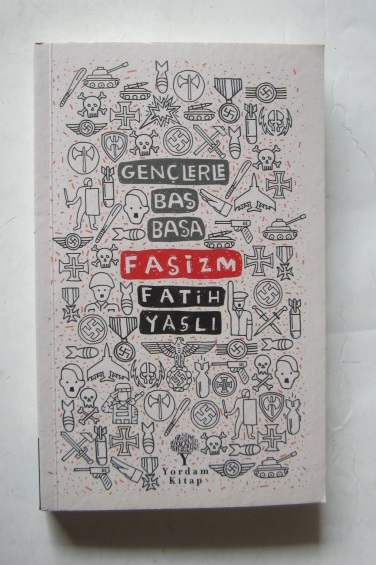 GENÇLERLE
BAŞ
BAŞA
FAŞİZM
FATİH
YAŞLI
Yordam
Kitap